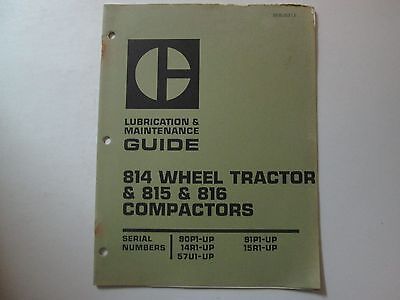 LUBRICATION &
MAINTENANCE
GUIDE
814 WHEEL TRACTOR
& 815 & 816
COMPACTORS
SERIAL NUMBERS
90P1-UP 91P1-UP
14R1-UP 15R1-UP
57U1-UP